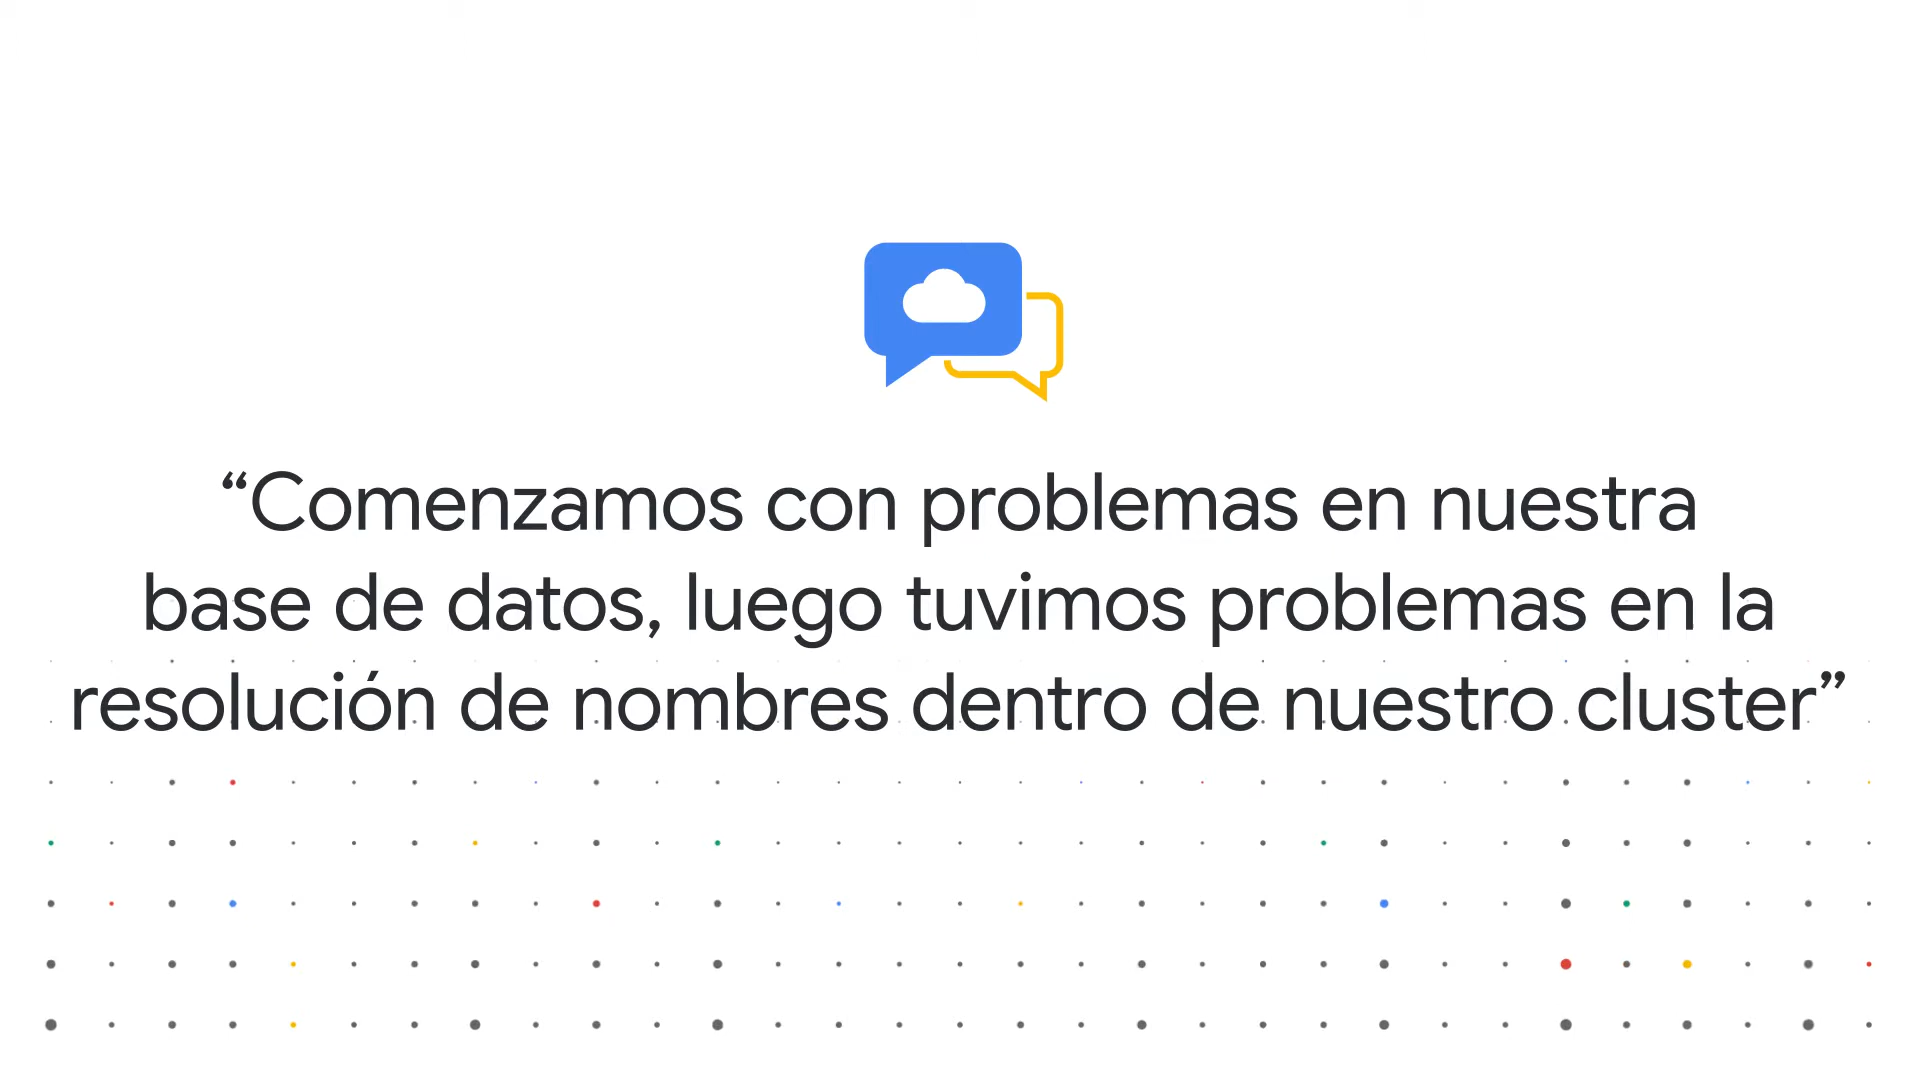 “Comenzamos con problemas en nuestra
base de datos, luego tuvimos problemas en la
resolución de nombres dentro de nuestro cluster”